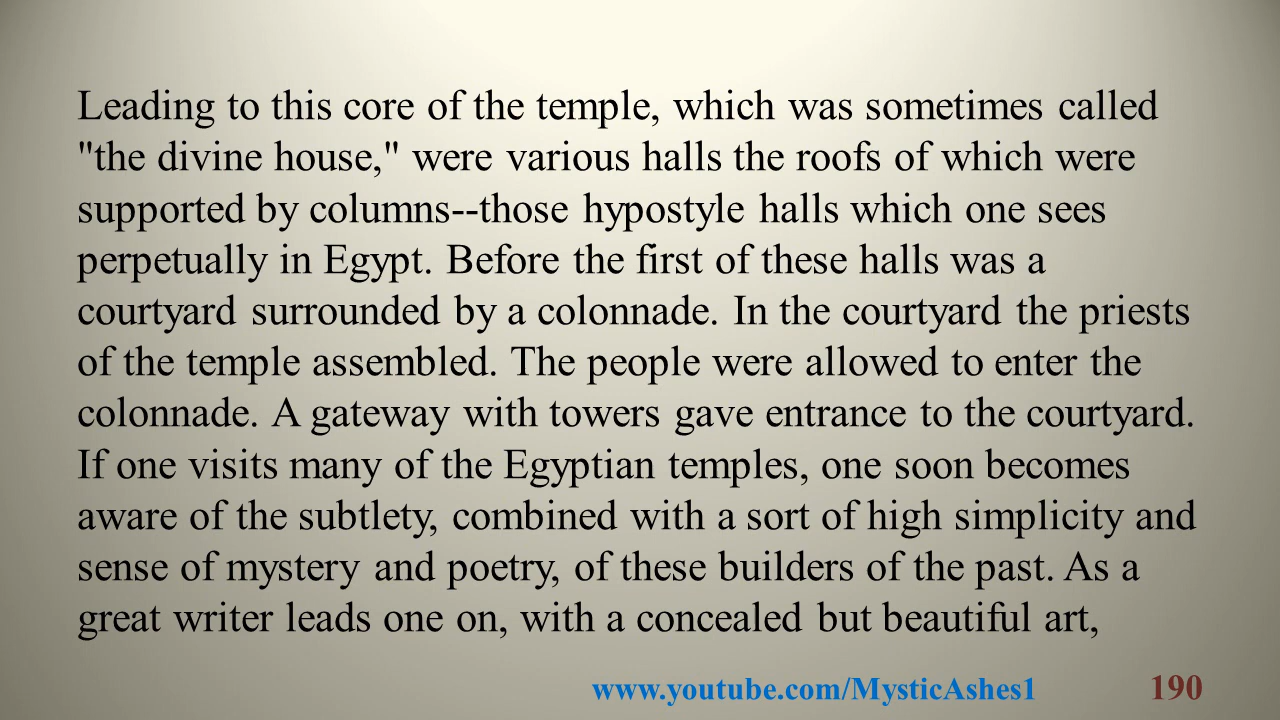 Leading to this core of the temple, which was sometimes called
"the divine house," were various halls the roofs of which were
supported by columns--those hypostyle halls which one sees
perpetually in Egypt. Before the first of these halls was a
courtyard surrounded by a colonnade. In the courtyard the priests
of the temple assembled. The people were allowed to enter the
colonnade. A gateway with towers gave entrance to the courtyard.
If one visits many of the Egyptian temples, one soon becomes
aware of the subtlety, combined with a sort of high simplicity and
sense of mystery and poetry, of these builders of the past. As a
great writer leads one on, with a concealed but beautiful art,
www.youtube.com/MysticAshes1 190